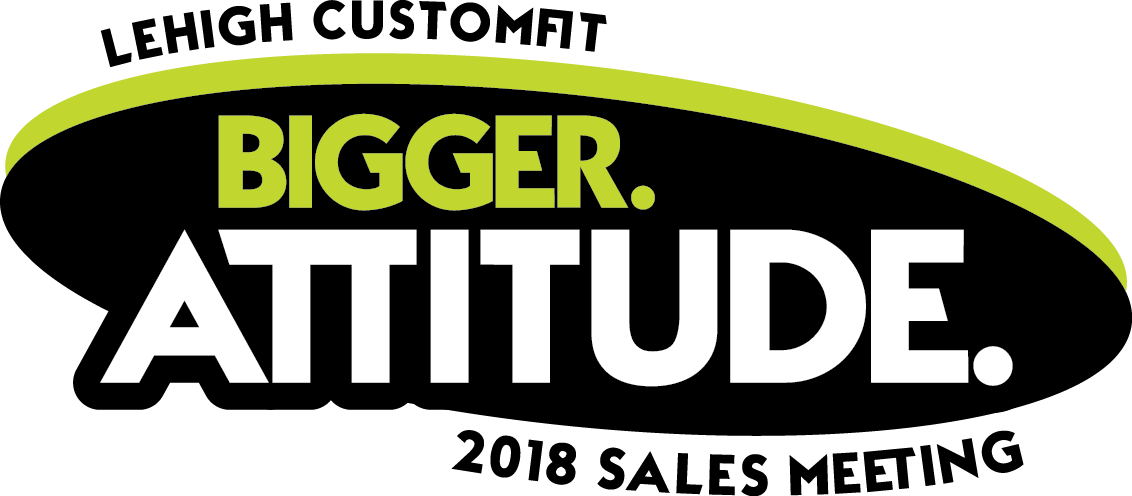 LEHIGH CUSTOMFIT
BIGGER.
ATTITUDE.
2018 SALES MEETING